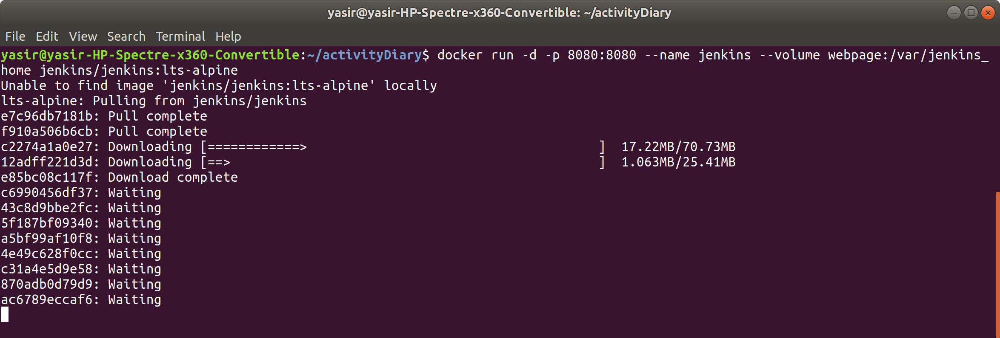 yasir@yasir-HP-Spectre-x360-Convertible: ~/activityDiary
File Edit View Search Terminal Help
yasir@yasir-HP-Spectre-x360-Convertible:~/activityDiary$ docker run -d -p 8080:8080 --name jenkins --volume webpage:/var/jenkins_
home jenkins/jenkins:lts-alpine
Unable to find image 'jenkins/jenkins:lts-alpine' locally
lts-alpine: Pulling from jenkins/jenkins
e7c96db7181b: Pull complete
f910a506b6cb: Pull complete
c2274a1a0e27: Downloading [============>                                      ]  17.22MB/70.73MB
12adff221d3d: Downloading [==>                                                ]  1.063MB/25.41MB
e85bc08c117f: Download complete
c6990456df37: Waiting
43c8d9bbe2fc: Waiting
5f187bf09340: Waiting
a5bf99af10f8: Waiting
4e49c628f0cc: Waiting
c31a4e5d9e58: Waiting
870adb0d79d9: Waiting
ac6789eccaf6: Waiting